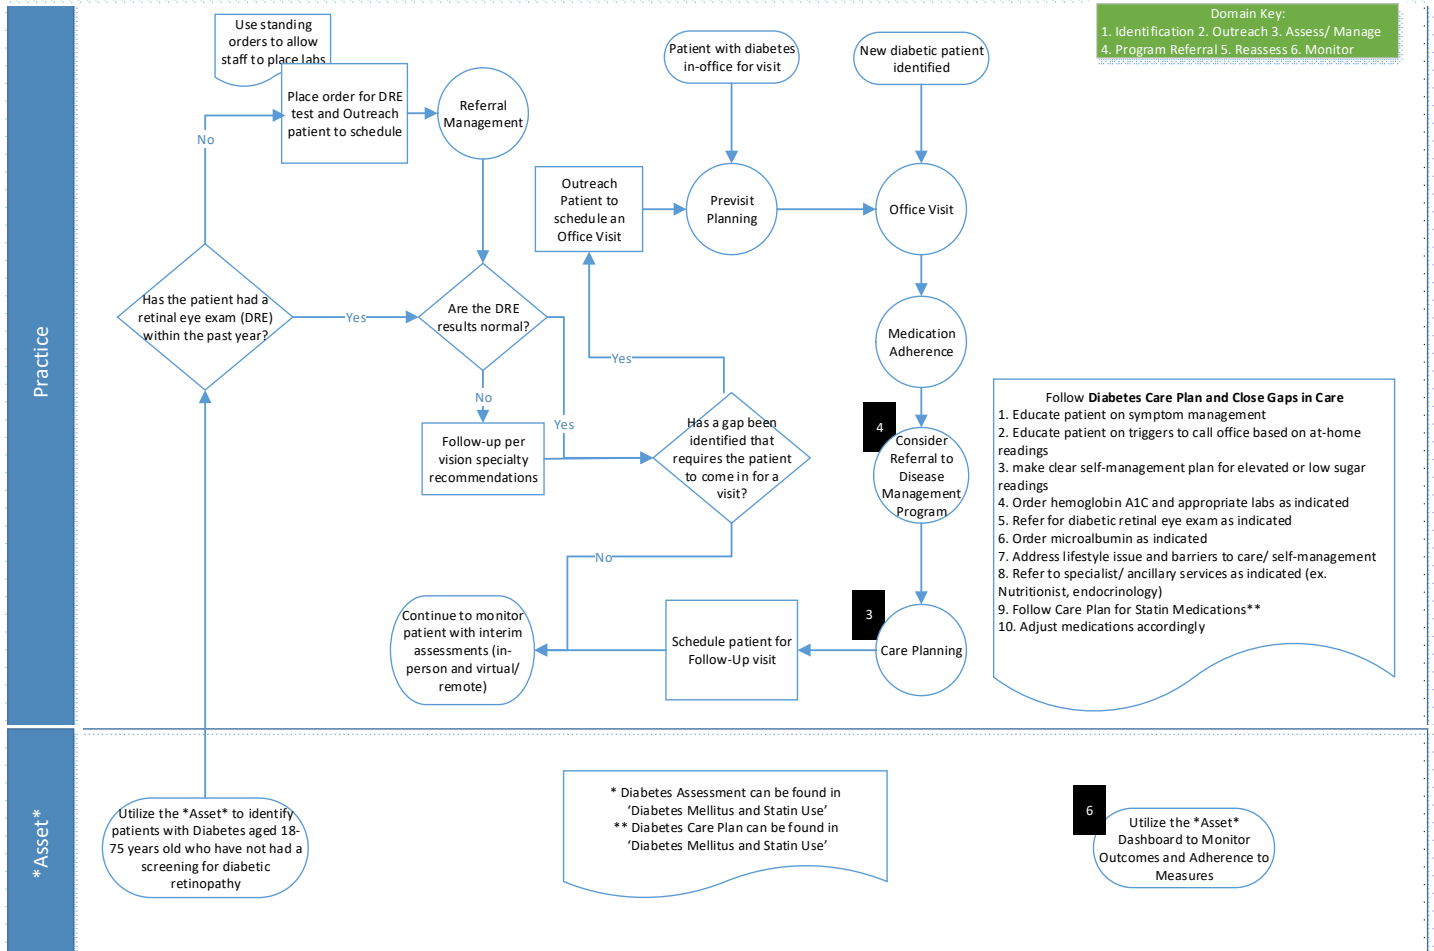 Domain Key:
1. Identification 2. Outreach 3. Assess/ Manage
4. Program Referral 5. Reassess 6. Monitor
Practice
Use standing
orders to allow
staff to place labs
Place order for DRE
test and Outreach
patient to schedule
Referral
Management
Patient with diabetes
in-office for visit
New diabetic patient
identified
No
Outreach
Patient to
schedule an
Office Visit
Previsit
Planning
Office Visit
Has the patient had a
retinal eye exam (DRE)
within the past year?
Yes
Are the DRE
results normal?
Yes
Medication
Adherence
No
Yes
Follow-up per
vision specialty
recommendations
Has a gap been
identified that
requires the patient
to come in for a
visit?
4
Consider
Referral to
Disease
Management
Program
Follow Diabetes Care Plan and Close Gaps in Care
1. Educate patient on symptom management
2. Educate patient on triggers to call office based on at-home
readings
3. make clear self-management plan for elevated or low sugar
readings
4. Order hemoglobin A1C and appropriate labs as indicated
5. Refer for diabetic retinal eye exam as indicated
6. Order microalbumin as indicated
7. Address lifestyle issue and barriers to care/ self-management
8. Refer to specialist/ ancillary services as indicated (ex.
Nutritionist, endocrinology)
9. Follow Care Plan for Statin Medications**
10. Adjust medications accordingly
No
Continue to monitor
patient with interim
assessments (in-
person and virtual/
remote)
Schedule patient for
Follow-Up visit
3
Care Planning
*Asset*
Utilize the *Asset* to identify
patients with Diabetes aged 18-
75 years old who have not had a
screening for diabetic
retinopathy
* Diabetes Assessment can be found in
‘Diabetes Mellitus and Statin Use’
** Diabetes Care Plan can be found in
‘Diabetes Mellitus and Statin Use’
6
Utilize the *Asset*
Dashboard to Monitor
Outcomes and Adherence to
Measures